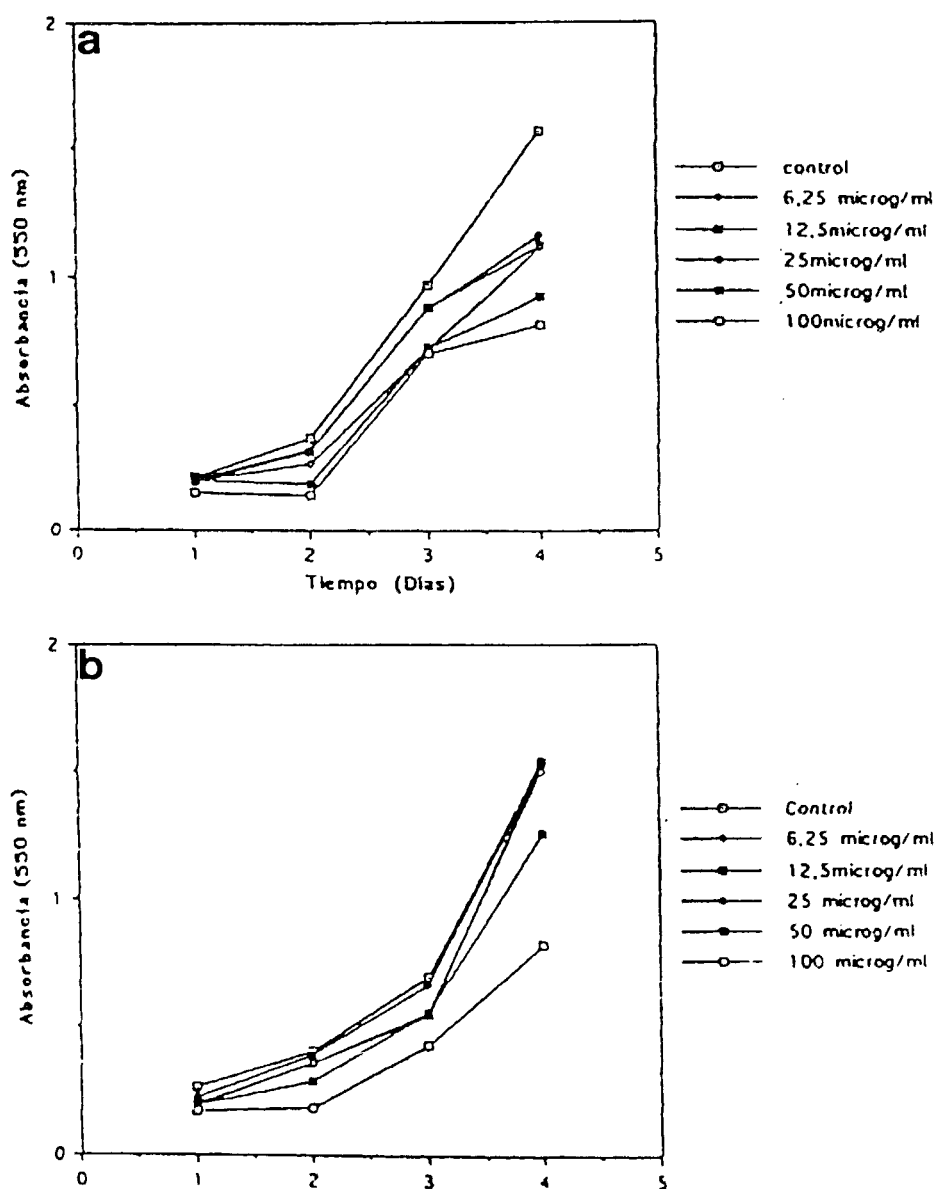 2
a
1
0
Absorbancia (550 nm)
0 1 2 3 4 5
Tiempo (Días)
control
6,25 microg/ml
12,5microg/ml
25microg/ml
50microg/ml
100microg/ml
2
b
1
0
Absorbancia (550 nm)
0 1 2 3 4 5
Control
6,25 microg/ml
12,5microg/ml
25 microg/ml
50 microg/ml
100 microg/ml